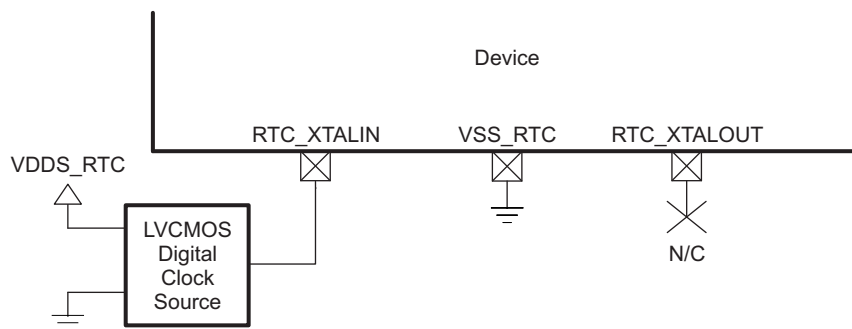 Device
RTC_XTALIN
VSS_RTC
RTC_XTALOUT
VDDS_RTC
LVCMOS
Digital
Clock
Source
N/C